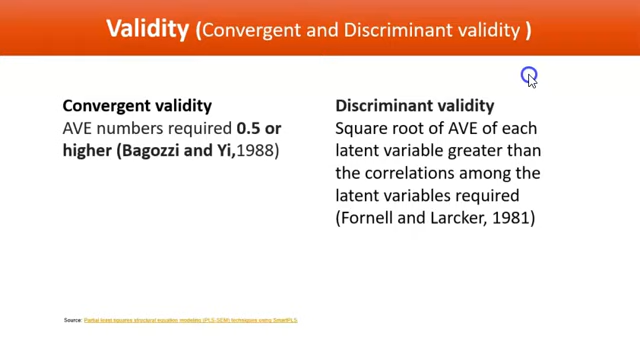 Validity (Convergent and Discriminant validity )
Convergent validity
AVE numbers required 0.5 or
higher (Bagozzi and Yi,1988)
Discriminant validity
Square root of AVE of each
latent variable greater than
the correlations among the
latent variables required
(Fornell and Larcker, 1981)
Source: Partial least squares structural equation modeling (PLS-SEM) techniques using SmartPLS